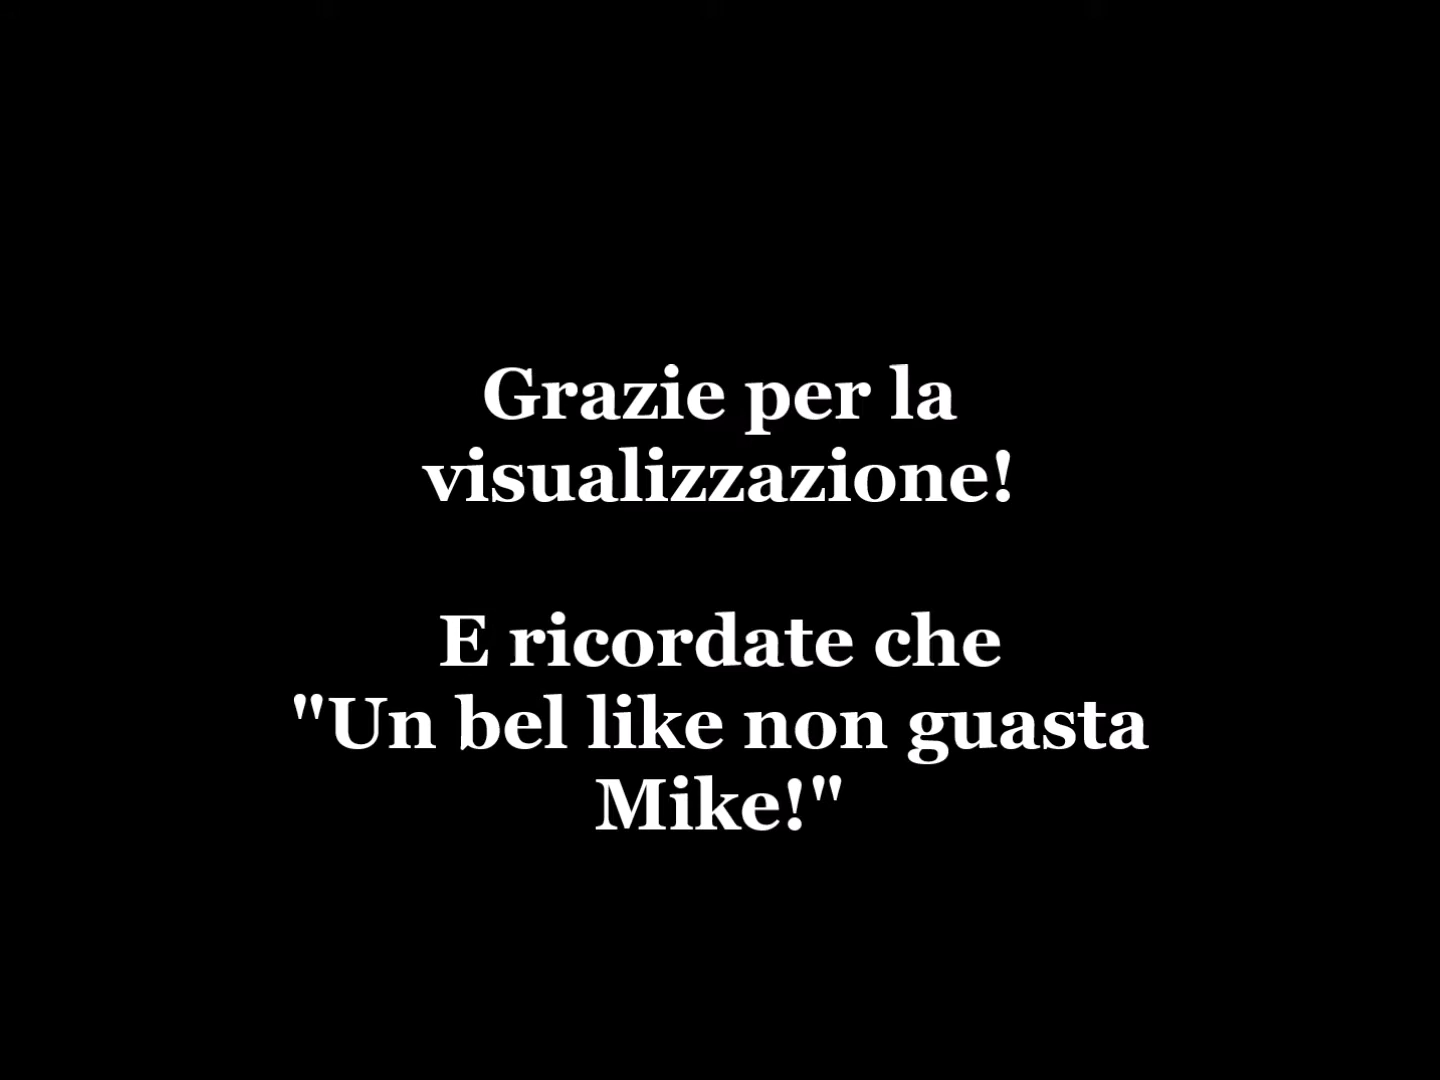 Grazie per la
visualizzazione!
E ricordate che
"Un bel like non guasta
Mike!"